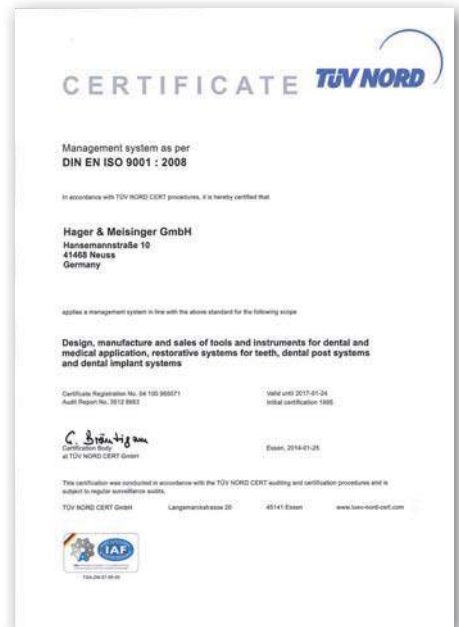 CERTIFICATE
TÜV NORD
Management system as per
DIN EN ISO 9001 : 2008
In accordance with TÜV NORD CERT procedures, it is hereby certified that
Hager & Meisinger GmbH
Hansemannstraße 10
41468 Neuss
Germany
applies a management system in line with the above standard for the following scope
Design, manufacture and sales of tools and instruments for dental and
medical application, restorative systems for teeth, dental post systems
and dental implant systems
Certificate Registration No. 04 100 950071
Audit Report No. 3512 8663
Valid until 2017-01-24
Initial certification 1995
C. Bräutigam
Certification Body
at TÜV NORD CERT GmbH
Essen, 2014-01-25
This certification was conducted in accordance with the TÜV NORD CERT auditing and certification procedures and is
subject to regular surveillance audits.
TÜV NORD CERT GmbH Langemarckstrasse 20 45141 Essen www.tuev-nord-cert.com
IAF